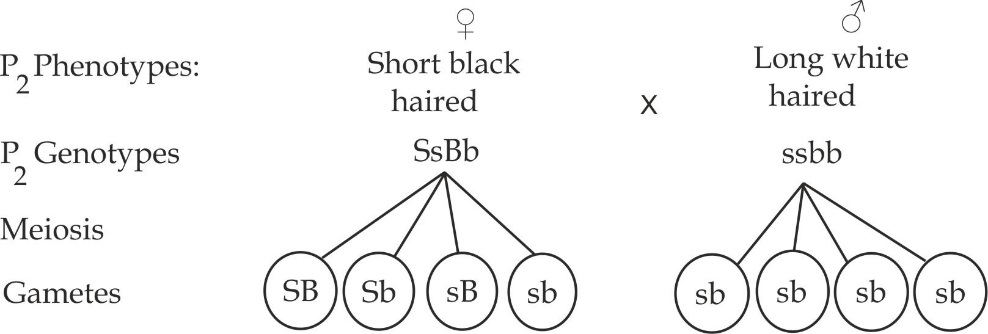 ♀ ♂
P2 Phenotypes: Short black haired x Long white haired
P2 Genotypes SsBb ssbb
Meiosis
Gametes SB Sb sB sb sb sb sb sb